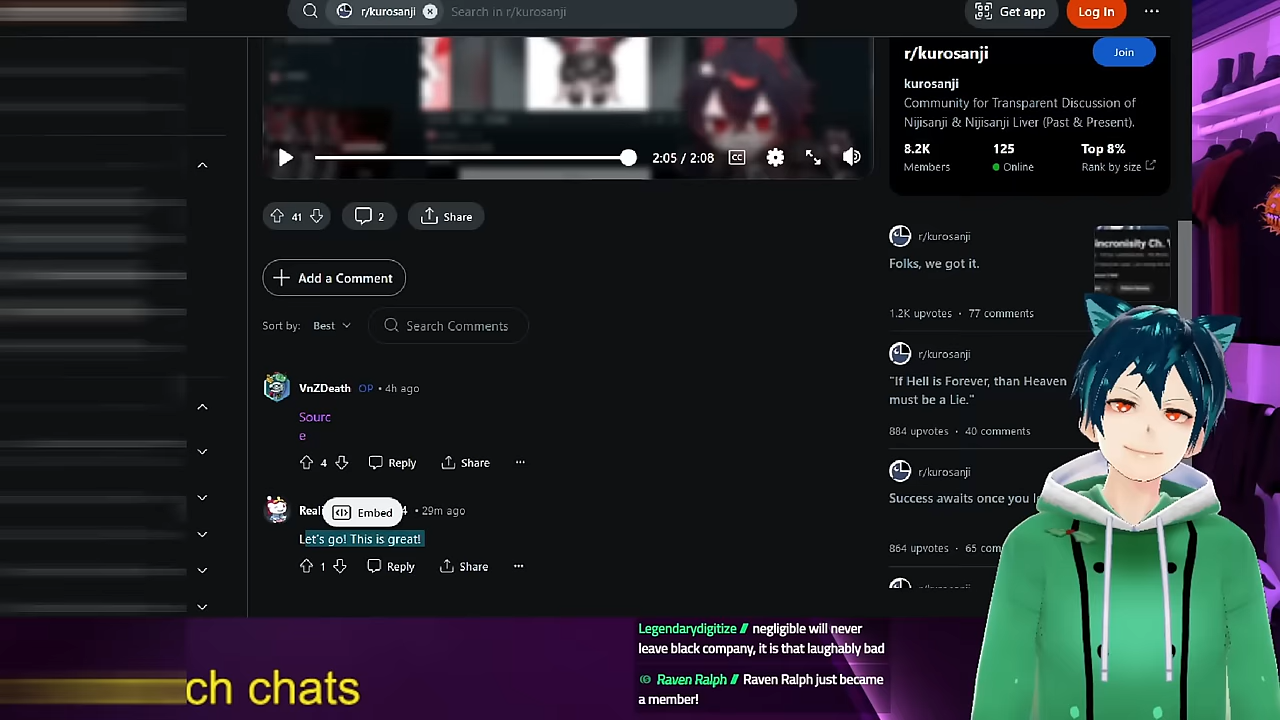 r/kurosanji
Search in r/kurosanji
Get app
Log In
r/kurosanji
Join
kurosanji
Community for Transparent Discussion of
Nijisanji & Nijisanji Liver (Past & Present).
8.2K
125
Top 8%
Members
Online
Rank by size
2:05 / 2:08
CC
41
2
Share
Add a Comment
Sort by:
Best
Search Comments
VnZDeath OP • 4h ago
Sourc
e
4
Reply
Share
Embed
4 • 29m ago
Let's go! This is great!
1
Reply
Share
r/kurosanji
Folks, we got it.
1.2K upvotes • 77 comments
r/kurosanji
"If Hell is Forever, than Heaven
must be a Lie."
884 upvotes • 40 comments
r/kurosanji
Success awaits once you
864 upvotes • 65 com
ch chats
Legendarydigitize // negligible will never
leave black company, it is that laughably bad
Raven Ralph // Raven Ralph just became
a member!